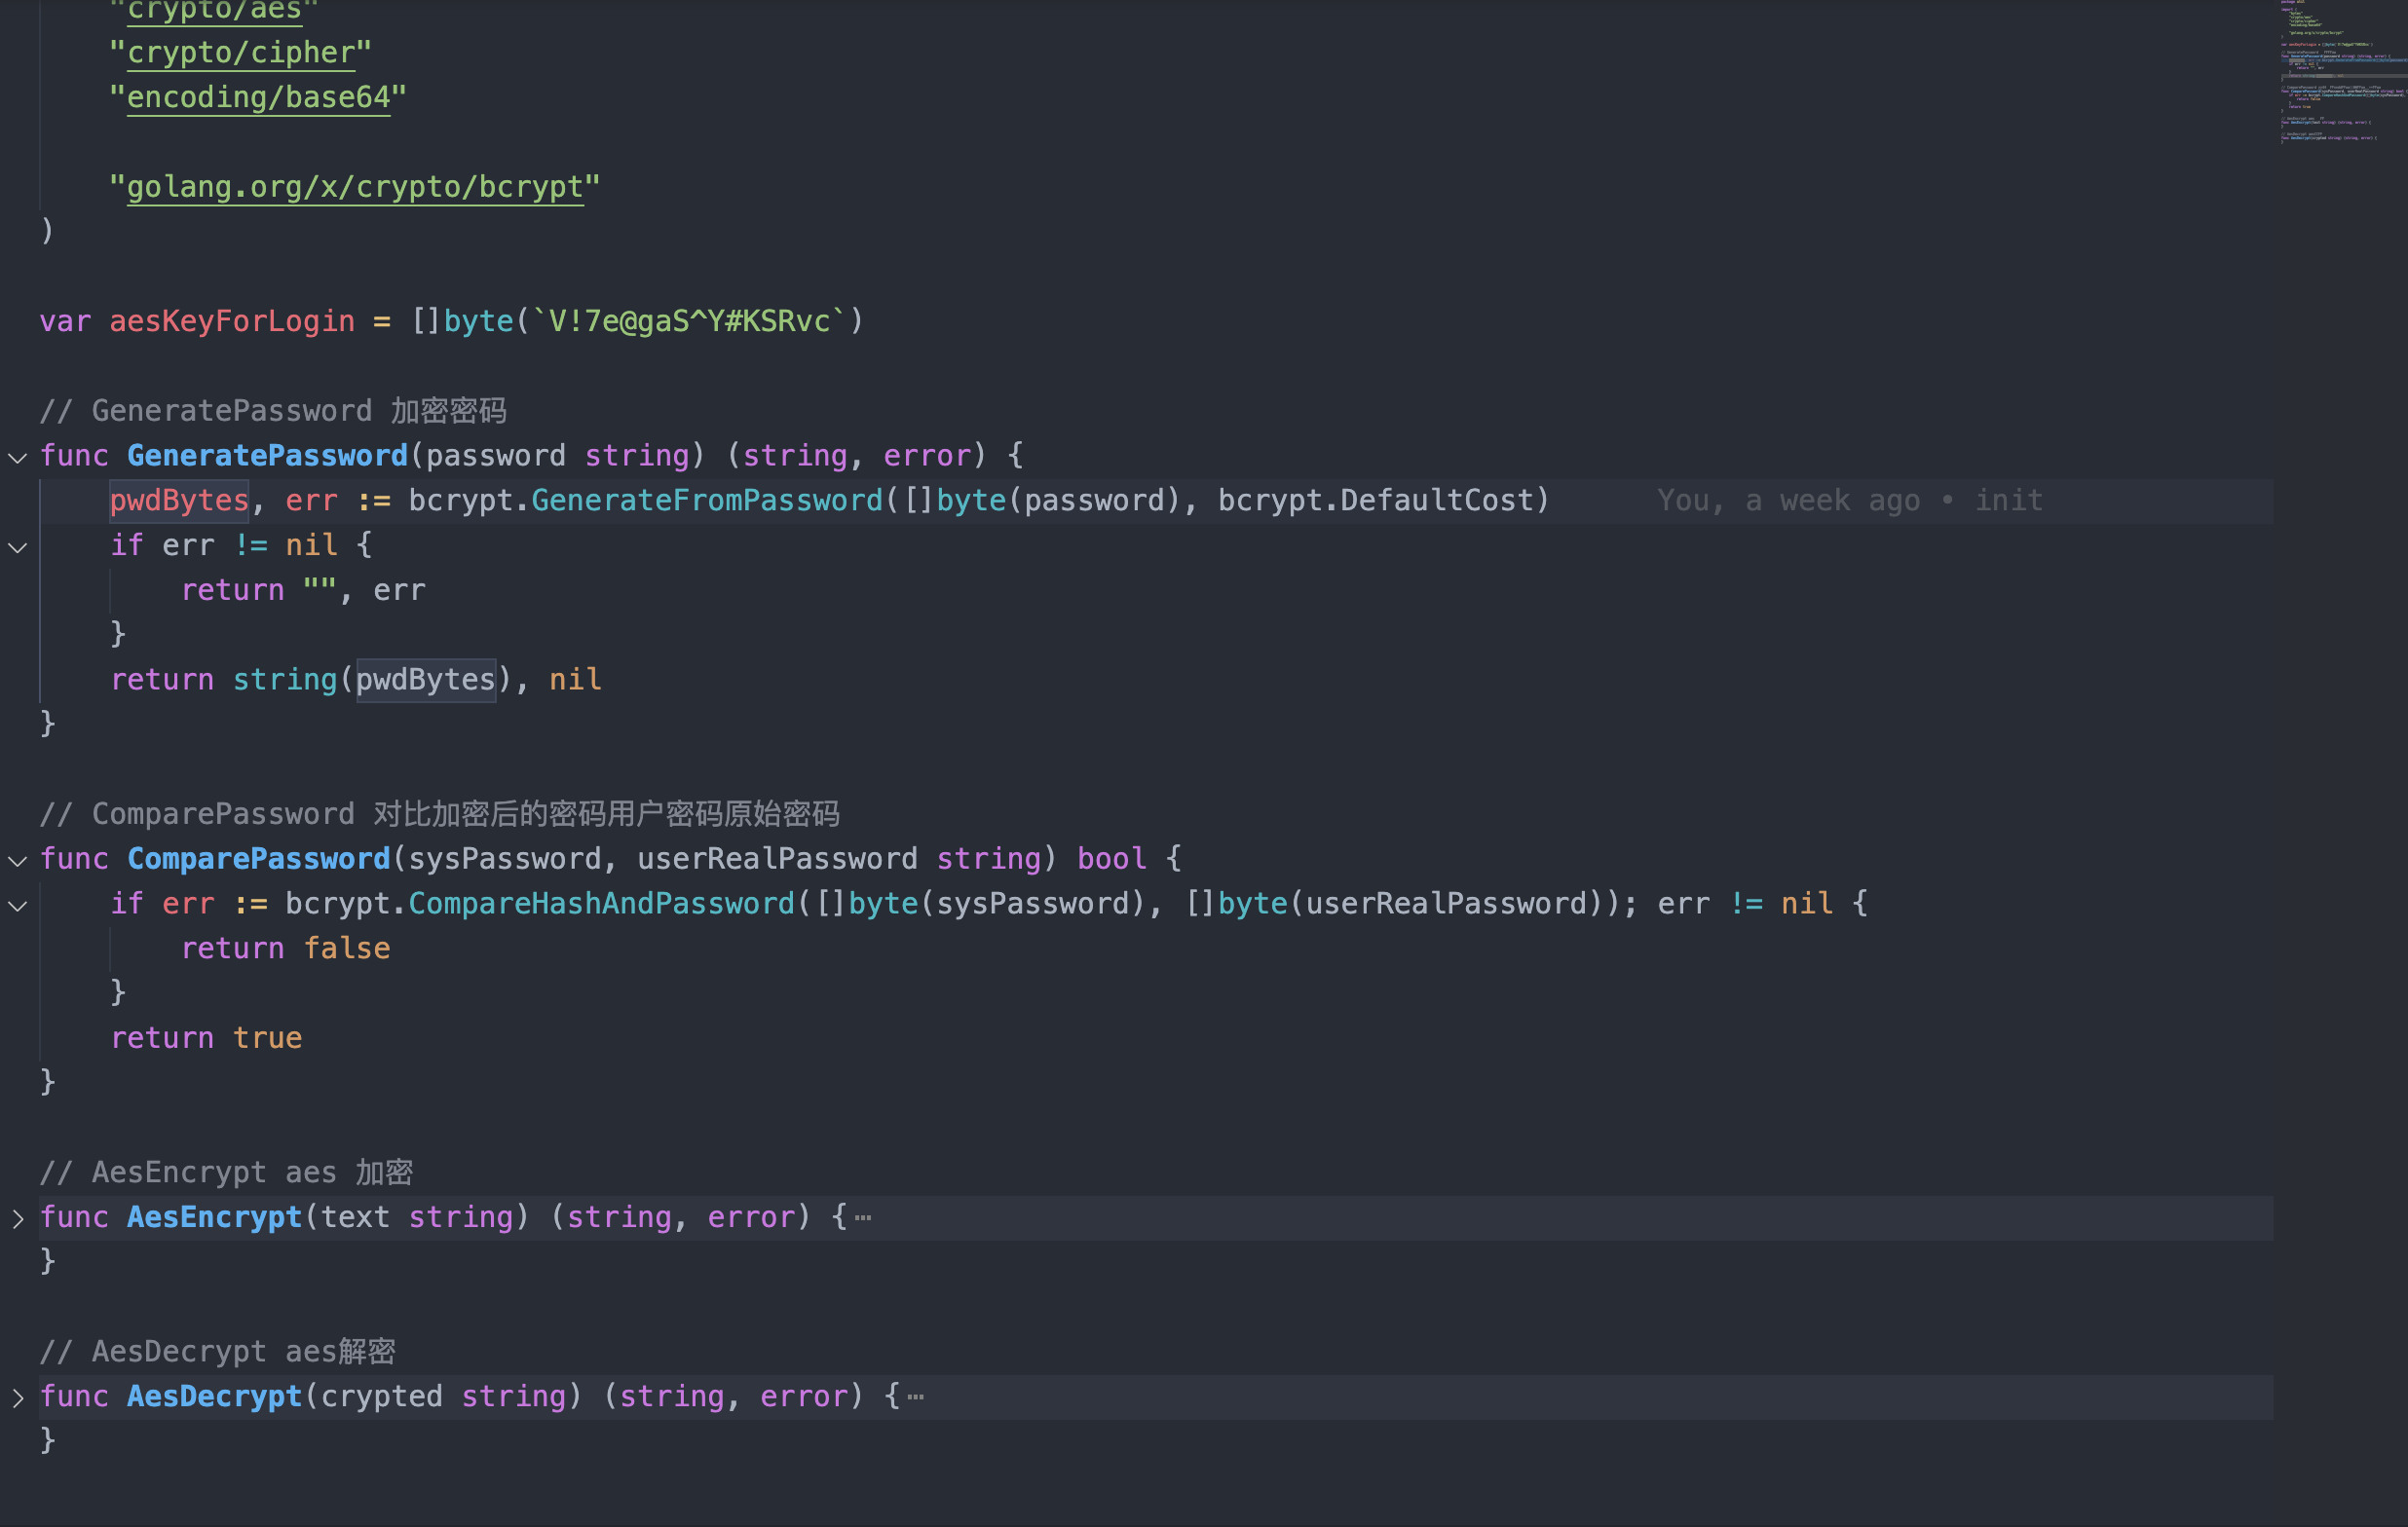 "crypto/aes"
"crypto/cipher"
"encoding/base64"
"golang.org/x/crypto/bcrypt"
)
var aesKeyForLogin = []byte(`V!7e@gaS^Y#KSRvc`)
// GeneratePassword 加密密码
func GeneratePassword(password string) (string, error) {
pwdBytes, err := bcrypt.GenerateFromPassword([]byte(password), bcrypt.DefaultCost) You, a week ago • init
if err != nil {
return "", err
}
return string(pwdBytes), nil
}
// ComparePassword 对比加密后的密码用户密码原始密码
func ComparePassword(sysPassword, userRealPassword string) bool {
if err := bcrypt.CompareHashAndPassword([]byte(sysPassword), []byte(userRealPassword)); err != nil {
return false
}
return true
}
// AesEncrypt aes 加密
func AesEncrypt(text string) (string, error) {⋯
}
// AesDecrypt aes解密
func AesDecrypt(crypted string) (string, error) {⋯
}